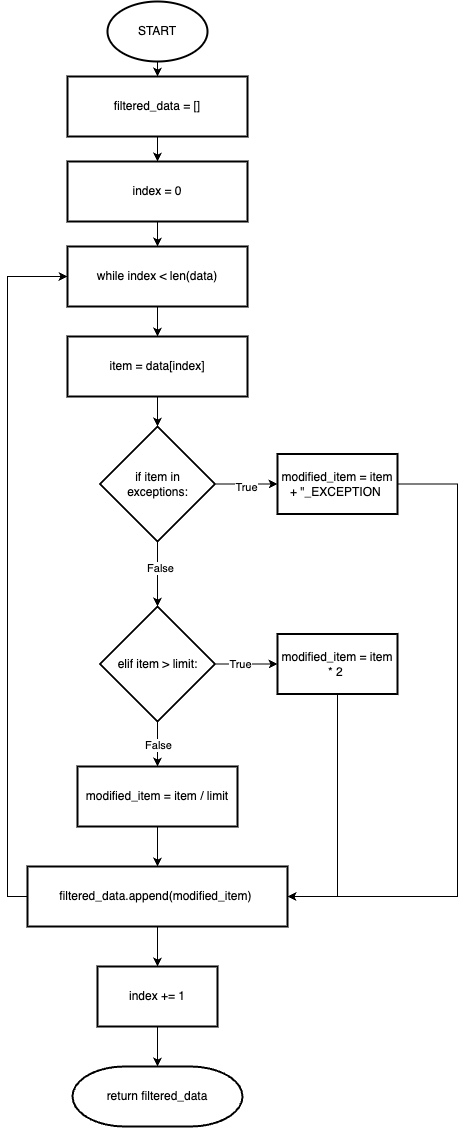 START
filtered_data = []
index = 0
while index < len(data)
item = data[index]
if item in
exceptions:
True
modified_item = item
+ "_EXCEPTION
False
elif item > limit:
True
modified_item = item
* 2
False
modified_item = item / limit
filtered_data.append(modified_item)
index += 1
return filtered_data